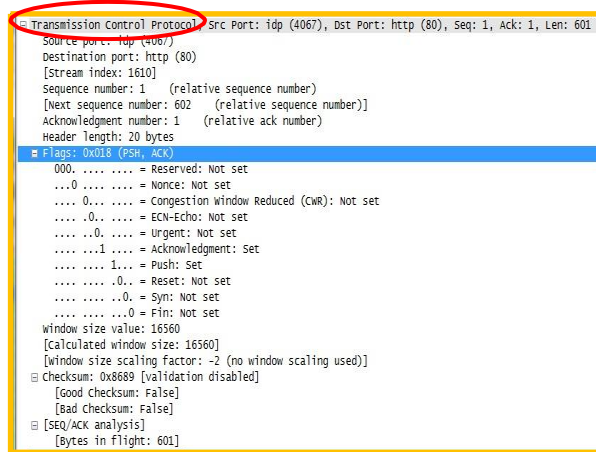 Transmission Control Protocol, Src Port: idp (4067), Dst Port: http (80), Seq: 1, Ack: 1, Len: 601
Source port: idp (4067)
Destination port: http (80)
[Stream index: 1610]
Sequence number: 1 (relative sequence number)
[Next sequence number: 602 (relative sequence number)]
Acknowledgment number: 1 (relative ack number)
Header length: 20 bytes
Flags: 0x018 (PSH, ACK)
000. .... .... = Reserved: Not set
...0 .... .... = Nonce: Not set
.... 0... .... = Congestion Window Reduced (CWR): Not set
.... .0.. .... = ECN-Echo: Not set
.... ..0. .... = Urgent: Not set
.... ...1 .... = Acknowledgment: Set
.... .... 1... = Push: Set
.... .... .0.. = Reset: Not set
.... .... ..0. = Syn: Not set
.... .... ...0 = Fin: Not set
Window size value: 16560
[Calculated window size: 16560]
[Window size scaling factor: -2 (no window scaling used)]
Checksum: 0x8689 [validation disabled]
[Good Checksum: False]
[Bad Checksum: False]
[SEQ/ACK analysis]
[Bytes in flight: 601]